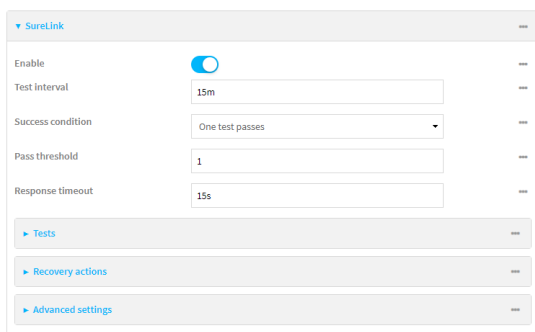 SureLink
Enable
Test interval 15m
Success condition One test passes
Pass threshold 1
Response timeout 15s
Tests
Recovery actions
Advanced settings